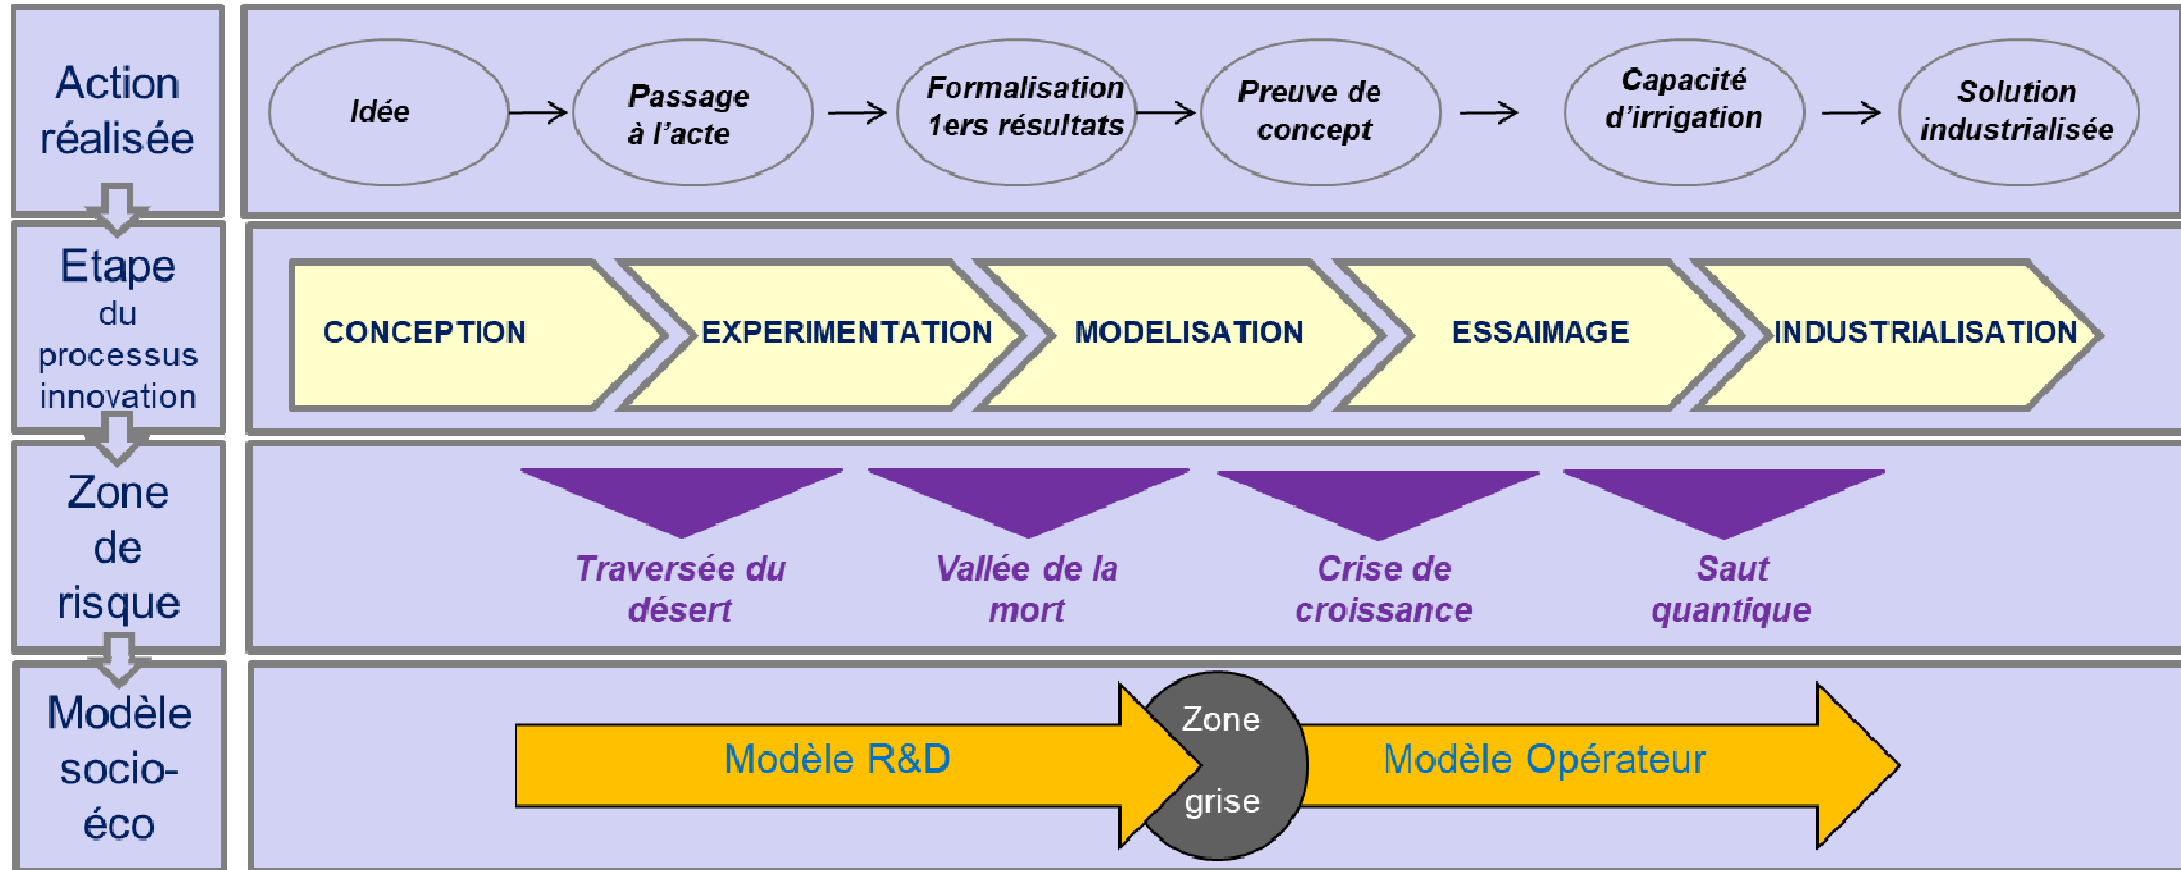 Action
réalisée
Idée
Passage
à l’acte
Formalisation
1ers résultats
Preuve de
concept
Capacité
d’irrigation
Solution
industrialisée
Etape
du
processus
innovation
CONCEPTION
EXPERIMENTATION
MODELISATION
ESSAIMAGE
INDUSTRIALISATION
Zone
de
risque
Traversée du
désert
Vallée de la
mort
Crise de
croissance
Saut
quantique
Modèle
socio-
éco
Modèle R&D
Zone
grise
Modèle Opérateur